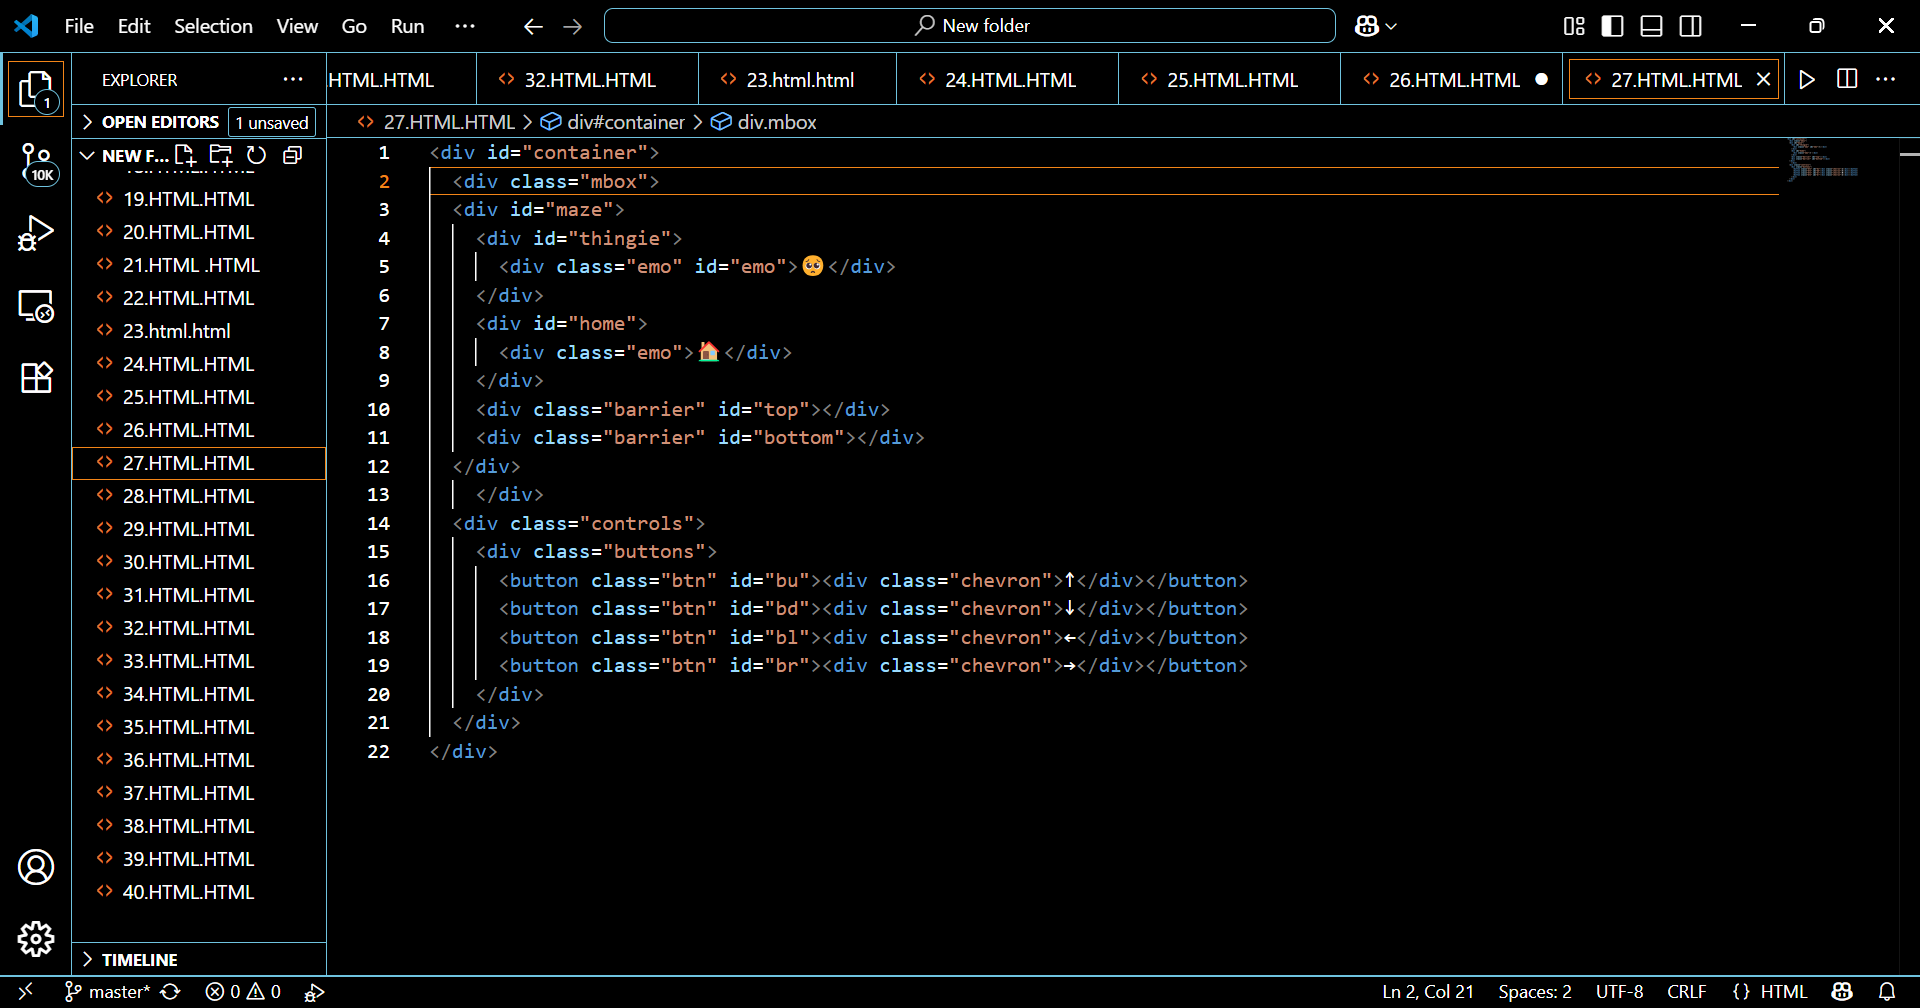 File Edit Selection View Go Run ··· New folder
EXPLORER ··· HTML.HTML 32.HTML.HTML 23.html.html 24.HTML.HTML 25.HTML.HTML 26.HTML.HTML 27.HTML.HTML ···
OPEN EDITORS 1 unsaved
27.HTML.HTML > div#container > div.mbox
NEW F...
1
10K
19.HTML.HTML
20.HTML.HTML
21.HTML .HTML
22.HTML.HTML
23.html.html
24.HTML.HTML
25.HTML.HTML
26.HTML.HTML
27.HTML.HTML
28.HTML.HTML
29.HTML.HTML
30.HTML.HTML
31.HTML.HTML
32.HTML.HTML
33.HTML.HTML
34.HTML.HTML
35.HTML.HTML
36.HTML.HTML
37.HTML.HTML
38.HTML.HTML
39.HTML.HTML
40.HTML.HTML
TIMELINE
1 <div id="container">
2 <div class="mbox">
3 <div id="maze">
4 <div id="thingie">
5 <div class="emo" id="emo">🥺</div>
6 </div>
7 <div id="home">
8 <div class="emo">🏠</div>
9 </div>
10 <div class="barrier" id="top"></div>
11 <div class="barrier" id="bottom"></div>
12 </div>
13 </div>
14 <div class="controls">
15 <div class="buttons">
16 <button class="btn" id="bu"><div class="chevron">↑</div></button>
17 <button class="btn" id="bd"><div class="chevron">↓</div></button>
18 <button class="btn" id="bl"><div class="chevron">←</div></button>
19 <button class="btn" id="br"><div class="chevron">→</div></button>
20 </div>
21 </div>
22 </div>
master* 0 0 Ln 2, Col 21 Spaces: 2 UTF-8 CRLF {} HTML